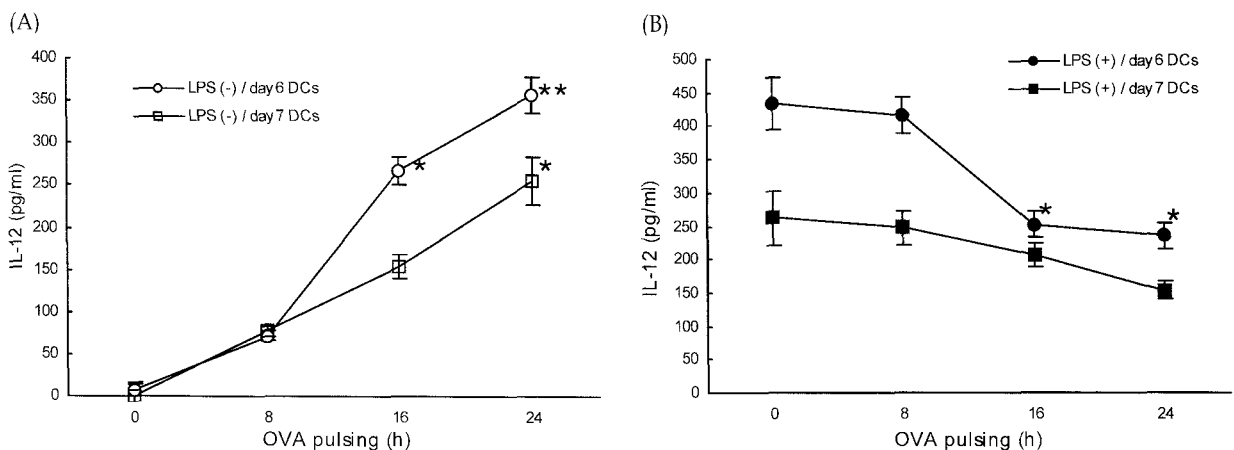 (A)
400
350
300
250
200
150
100
50
0
IL-12 (pg/ml)
LPS (-) / day 6 DCs
LPS (-) / day 7 DCs
* *
*
*
0 8 16 24
OVA pulsing (h)
(B)
500
450
400
350
300
250
200
150
100
50
0
IL-12 (pg/ml)
LPS (+) / day 6 DCs
LPS (+) / day 7 DCs
*
*
0 8 16 24
OVA pulsing (h)